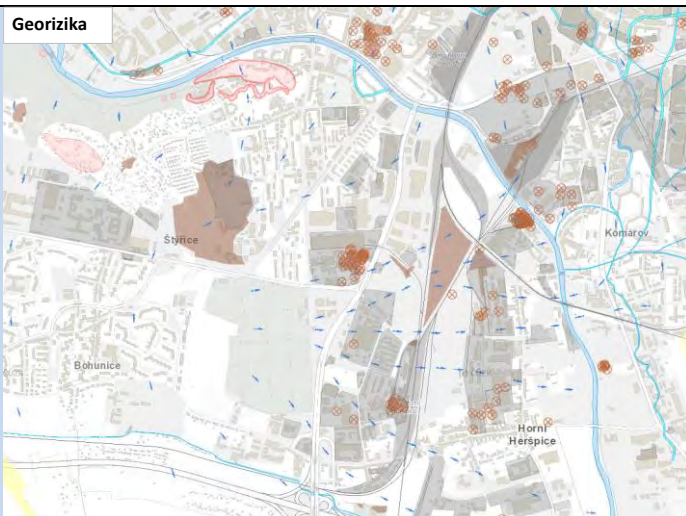 Georizika
Štýřice
Komárov
Bohunice
Horní
Heršpice